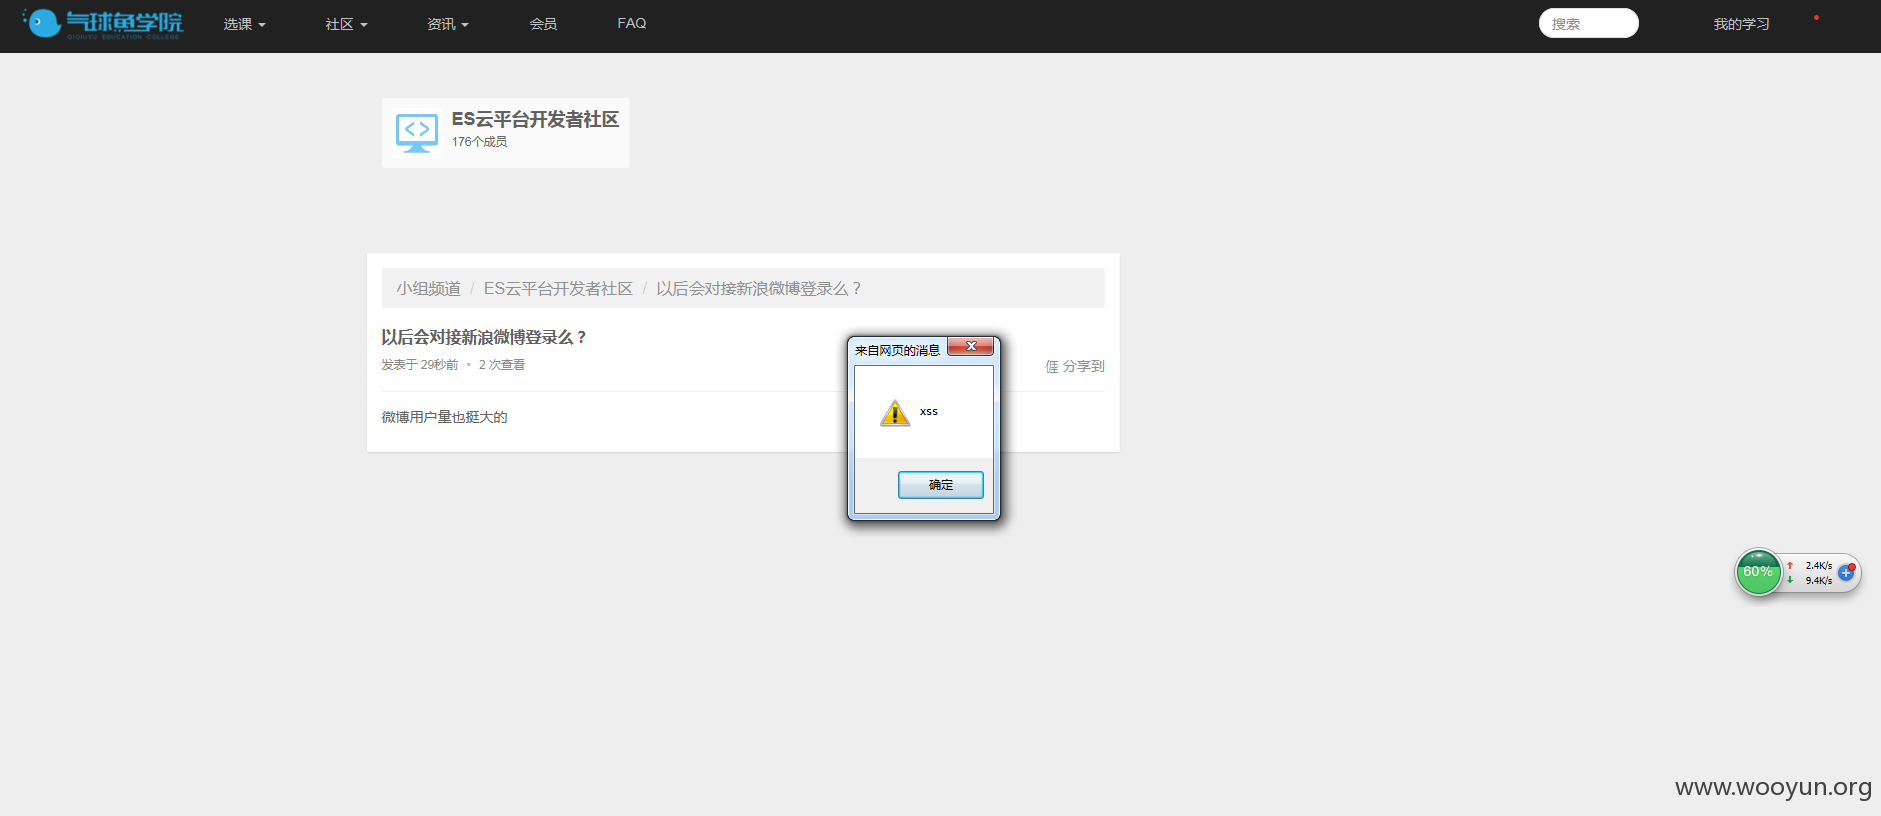 气球鱼学院
QIQIUYU EDUCATION COLLEGE
选课
社区
资讯
会员
FAQ
搜索
我的学习
ES云平台开发者社区
176个成员
小组频道 / ES云平台开发者社区 / 以后会对接新浪微博登录么？
以后会对接新浪微博登录么？
发表于 29秒前 • 2 次查看
分享到
微博用户量也挺大的
来自网页的消息
xss
确定
60%
2.4K/s
9.4K/s
www.wooyun.org